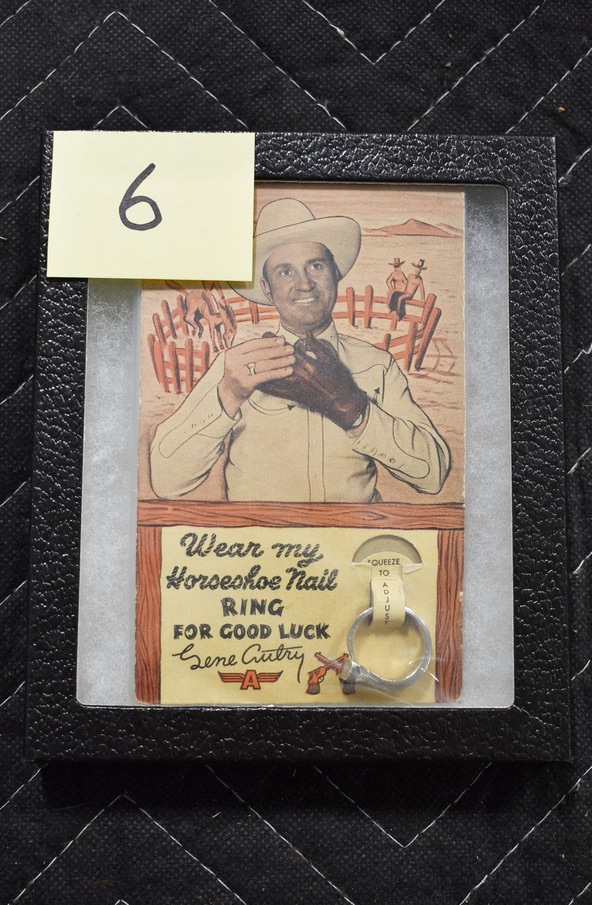 6
Wear my
Horseshoe Nail
RING
FOR GOOD LUCK
Gene Autry
A
SQUEEZE
TO
ADJUST